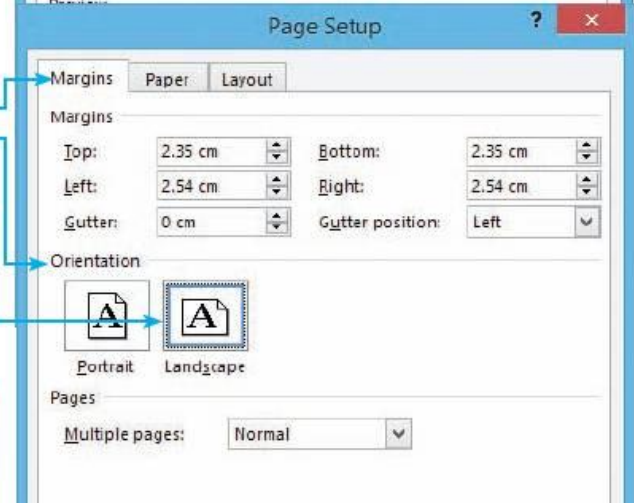 Page Setup ?
Margins Paper Layout
Margins
Top: 2.35 cm Bottom: 2.35 cm
Left: 2.54 cm Right: 2.54 cm
Gutter: 0 cm Gutter position: Left
Orientation
A A
Portrait Landscape
Pages
Multiple pages: Normal